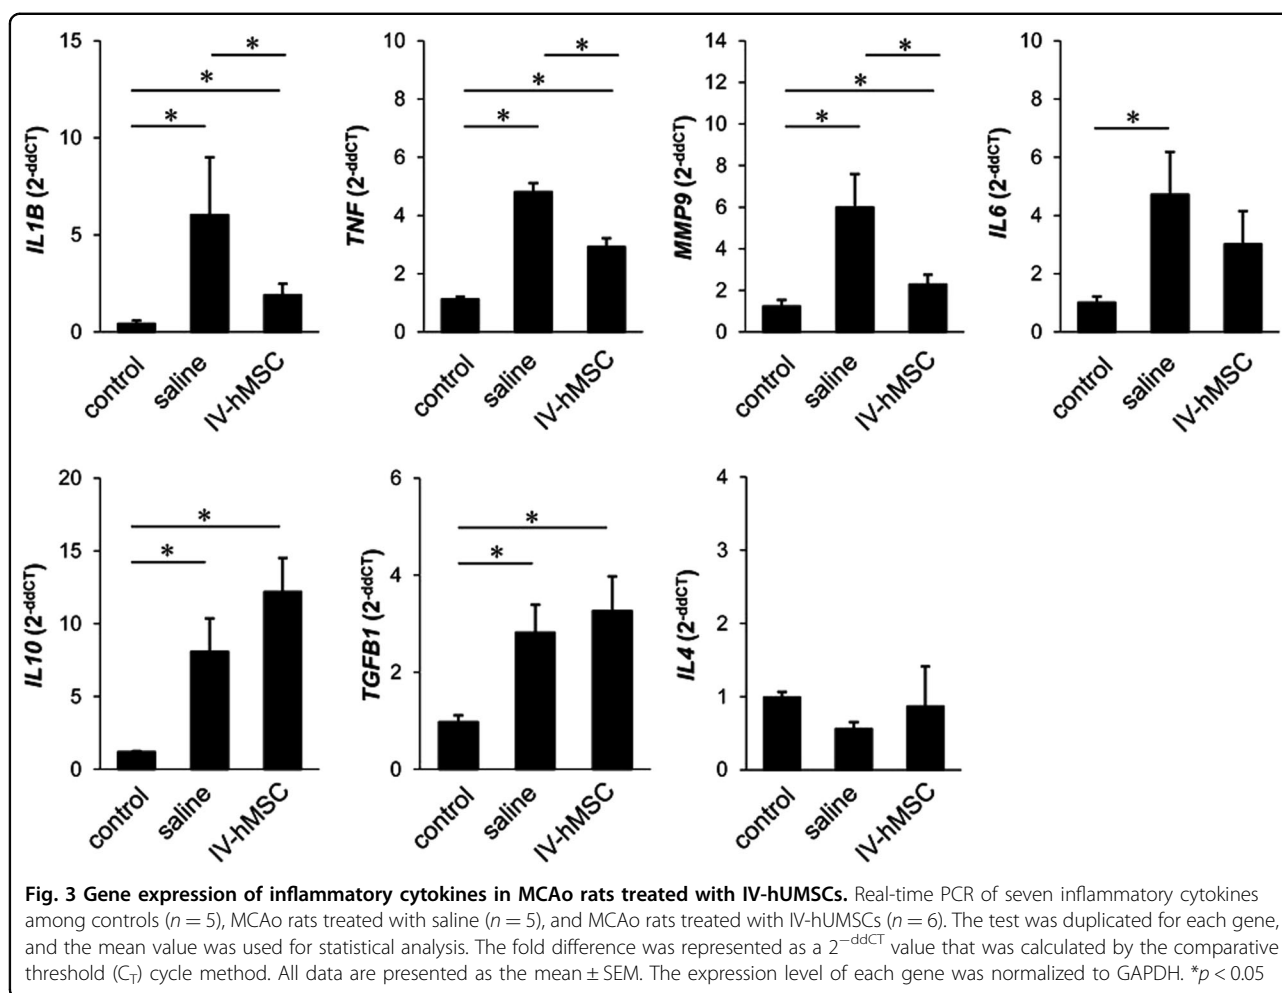 15
10
5
0
IL1B (2-ddCT)
*
*
*
control
saline
IV-hMSC
10
8
6
4
2
0
TNF (2-ddCT)
*
*
*
control
saline
IV-hMSC
14
12
10
8
6
4
2
0
MMP9 (2-ddCT)
*
*
*
control
saline
IV-hMSC
10
8
6
4
2
0
IL6 (2-ddCT)
*
control
saline
IV-hMSC
20
15
10
5
0
IL10 (2-ddCT)
*
*
control
saline
IV-hMSC
6
4
2
0
TGFB1 (2-ddCT)
*
*
control
saline
IV-hMSC
4
3
2
1
0
IL4 (2-ddCT)
control
saline
IV-hMSC
Fig. 3 Gene expression of inflammatory cytokines in MCAo rats treated with IV-hUMSCs. Real-time PCR of seven inflammatory cytokines
among controls (n = 5), MCAo rats treated with saline (n = 5), and MCAo rats treated with IV-hUMSCs (n = 6). The test was duplicated for each gene,
and the mean value was used for statistical analysis. The fold difference was represented as a 2−ddCT value that was calculated by the comparative
threshold (CT) cycle method. All data are presented as the mean ± SEM. The expression level of each gene was normalized to GAPDH. *p < 0.05